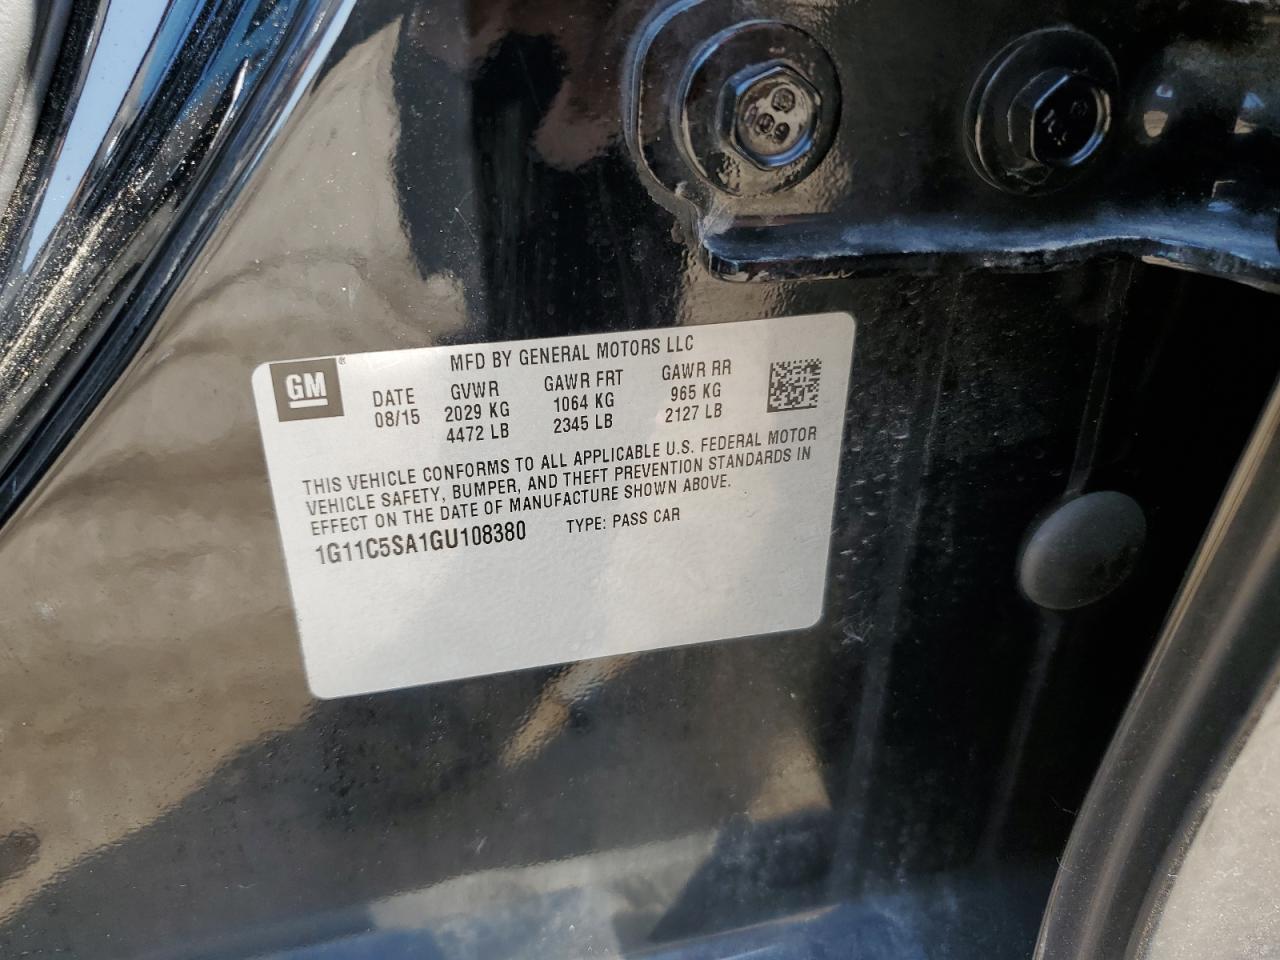 GM ®
MFD BY GENERAL MOTORS LLC
DATE GVWR GAWR FRT GAWR RR
08/15 2029 KG 1064 KG 965 KG
4472 LB 2345 LB 2127 LB
THIS VEHICLE CONFORMS TO ALL APPLICABLE U.S. FEDERAL MOTOR
VEHICLE SAFETY, BUMPER, AND THEFT PREVENTION STANDARDS IN
EFFECT ON THE DATE OF MANUFACTURE SHOWN ABOVE.
1G11C5SA1GU108380 TYPE: PASS CAR